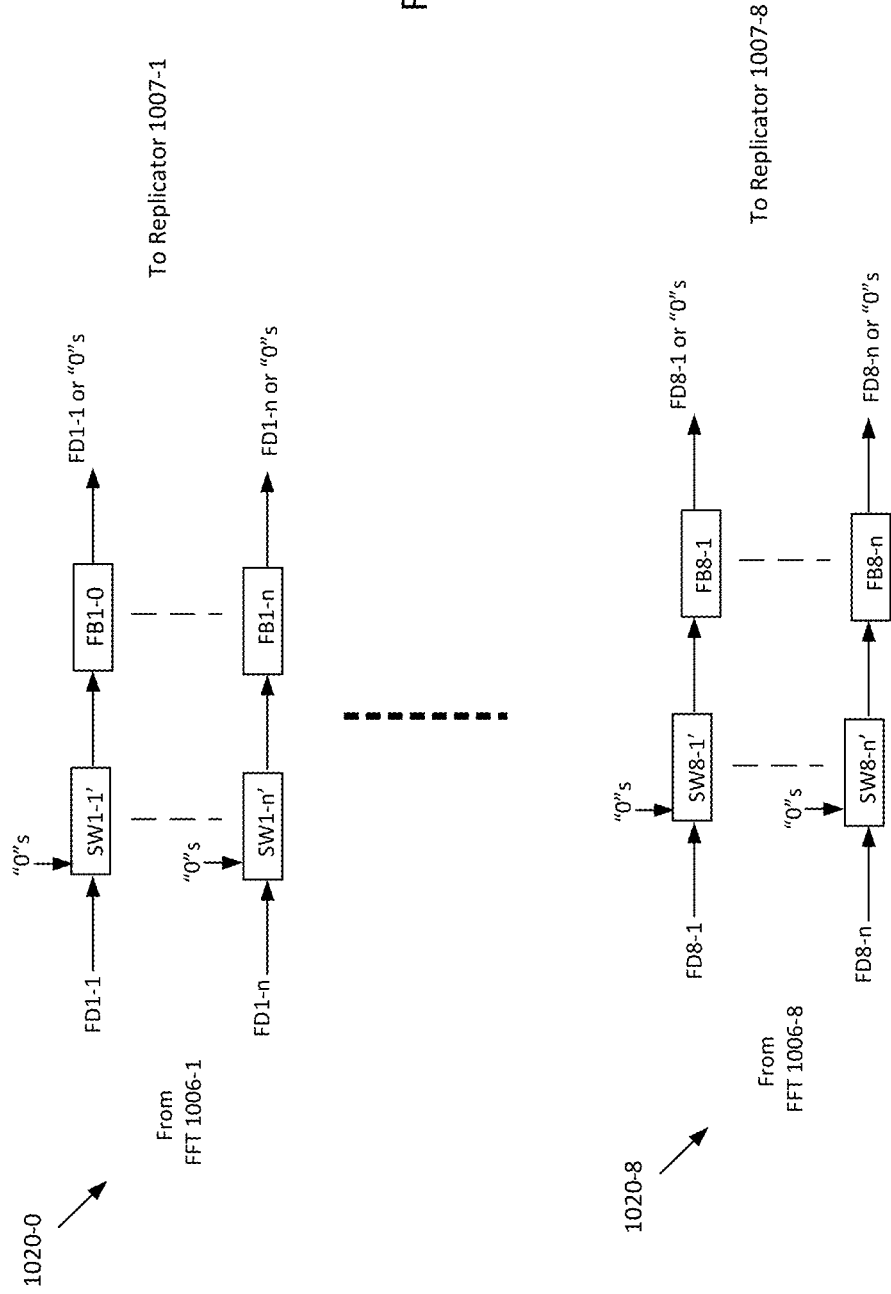 1020-0
From
FFT 1006-1
FD1-1
"0"s
SW1-1'
FB1-0
FD1-1 or "0"s
FD1-n
"0"s
SW1-n'
FB1-n
FD1-n or "0"s
To Replicator 1007-1
1020-8
From
FFT 1006-8
FD8-1
"0"s
SW8-1'
FB8-1
FD8-1 or "0"s
FD8-n
"0"s
SW8-n'
FB8-n
FD8-n or "0"s
To Replicator 1007-8